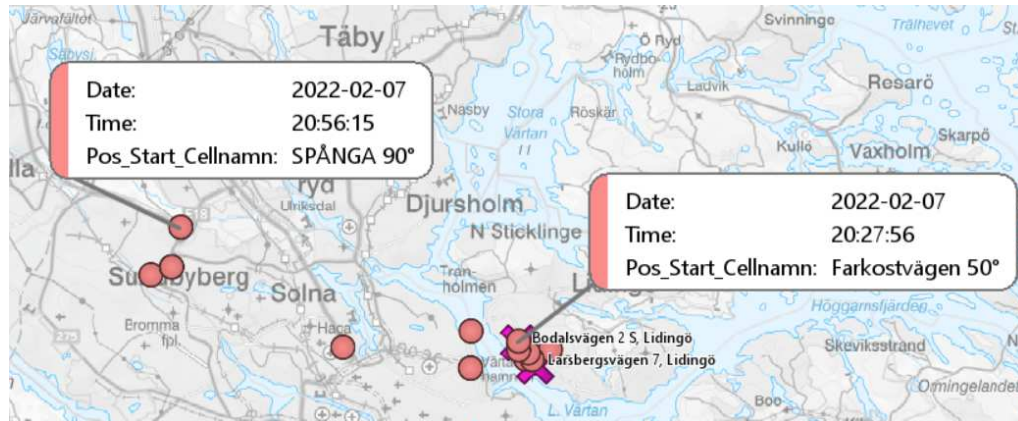 Järvafältet
Täby
Svinninge
Trälhavet
Ö Ryd
Rydbo-
holm
Resarö
Ladvik
Date: 2022-02-07
Time: 20:56:15
Pos_Start_Cellnamn: SPÅNGA 90°
Näsby
Stora
Värtan
Röskär
Kullö
Vaxholm
Skarpö
lla
ryd
Ulriksdal
Djursholm
N Sticklinge
Date: 2022-02-07
Time: 20:27:56
Pos_Start_Cellnamn: Farkostvägen 50°
E18
Solna
Tran-
holmen
Höggarnsfjärden
Bromma
fpl.
Haga
Bodalsvägen 2 S, Lidingö
Larsbergsvägen 7, Lidingö
Skeviksstrand
Ormingelandet
Boo
L. Värtan